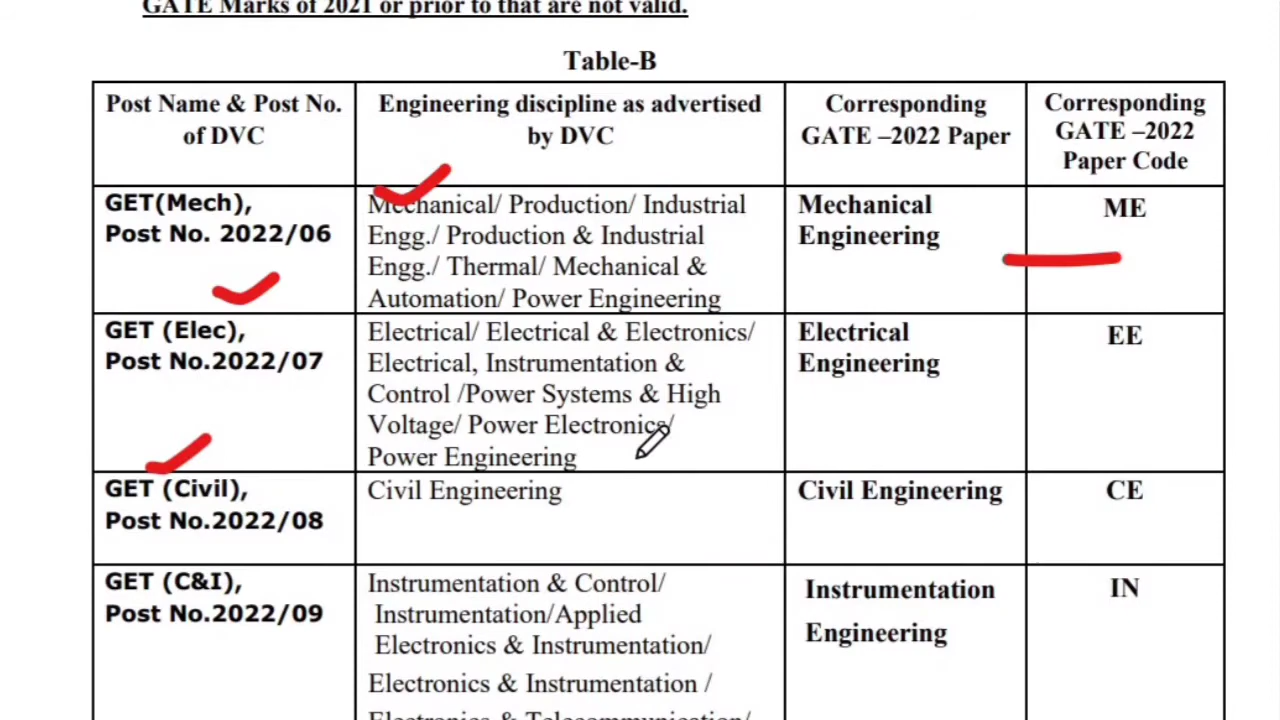 GATE Marks of 2021 or prior to that are not valid.
Table-B
Post Name & Post No.
of DVC
Engineering discipline as advertised
by DVC
Corresponding
GATE –2022 Paper
Corresponding
GATE –2022
Paper Code
GET(Mech),
Post No. 2022/06
Mechanical/ Production/ Industrial
Engg./ Production & Industrial
Engg./ Thermal/ Mechanical &
Automation/ Power Engineering
Mechanical
Engineering
ME
GET (Elec),
Post No.2022/07
Electrical/ Electrical & Electronics/
Electrical, Instrumentation &
Control /Power Systems & High
Voltage/ Power Electronics/
Power Engineering
Electrical
Engineering
EE
GET (Civil),
Post No.2022/08
Civil Engineering
Civil Engineering
CE
GET (C&I),
Post No.2022/09
Instrumentation & Control/
Instrumentation/Applied
Electronics & Instrumentation/
Electronics & Instrumentation /
Electronics & Telecommunication/
Instrumentation
Engineering
IN